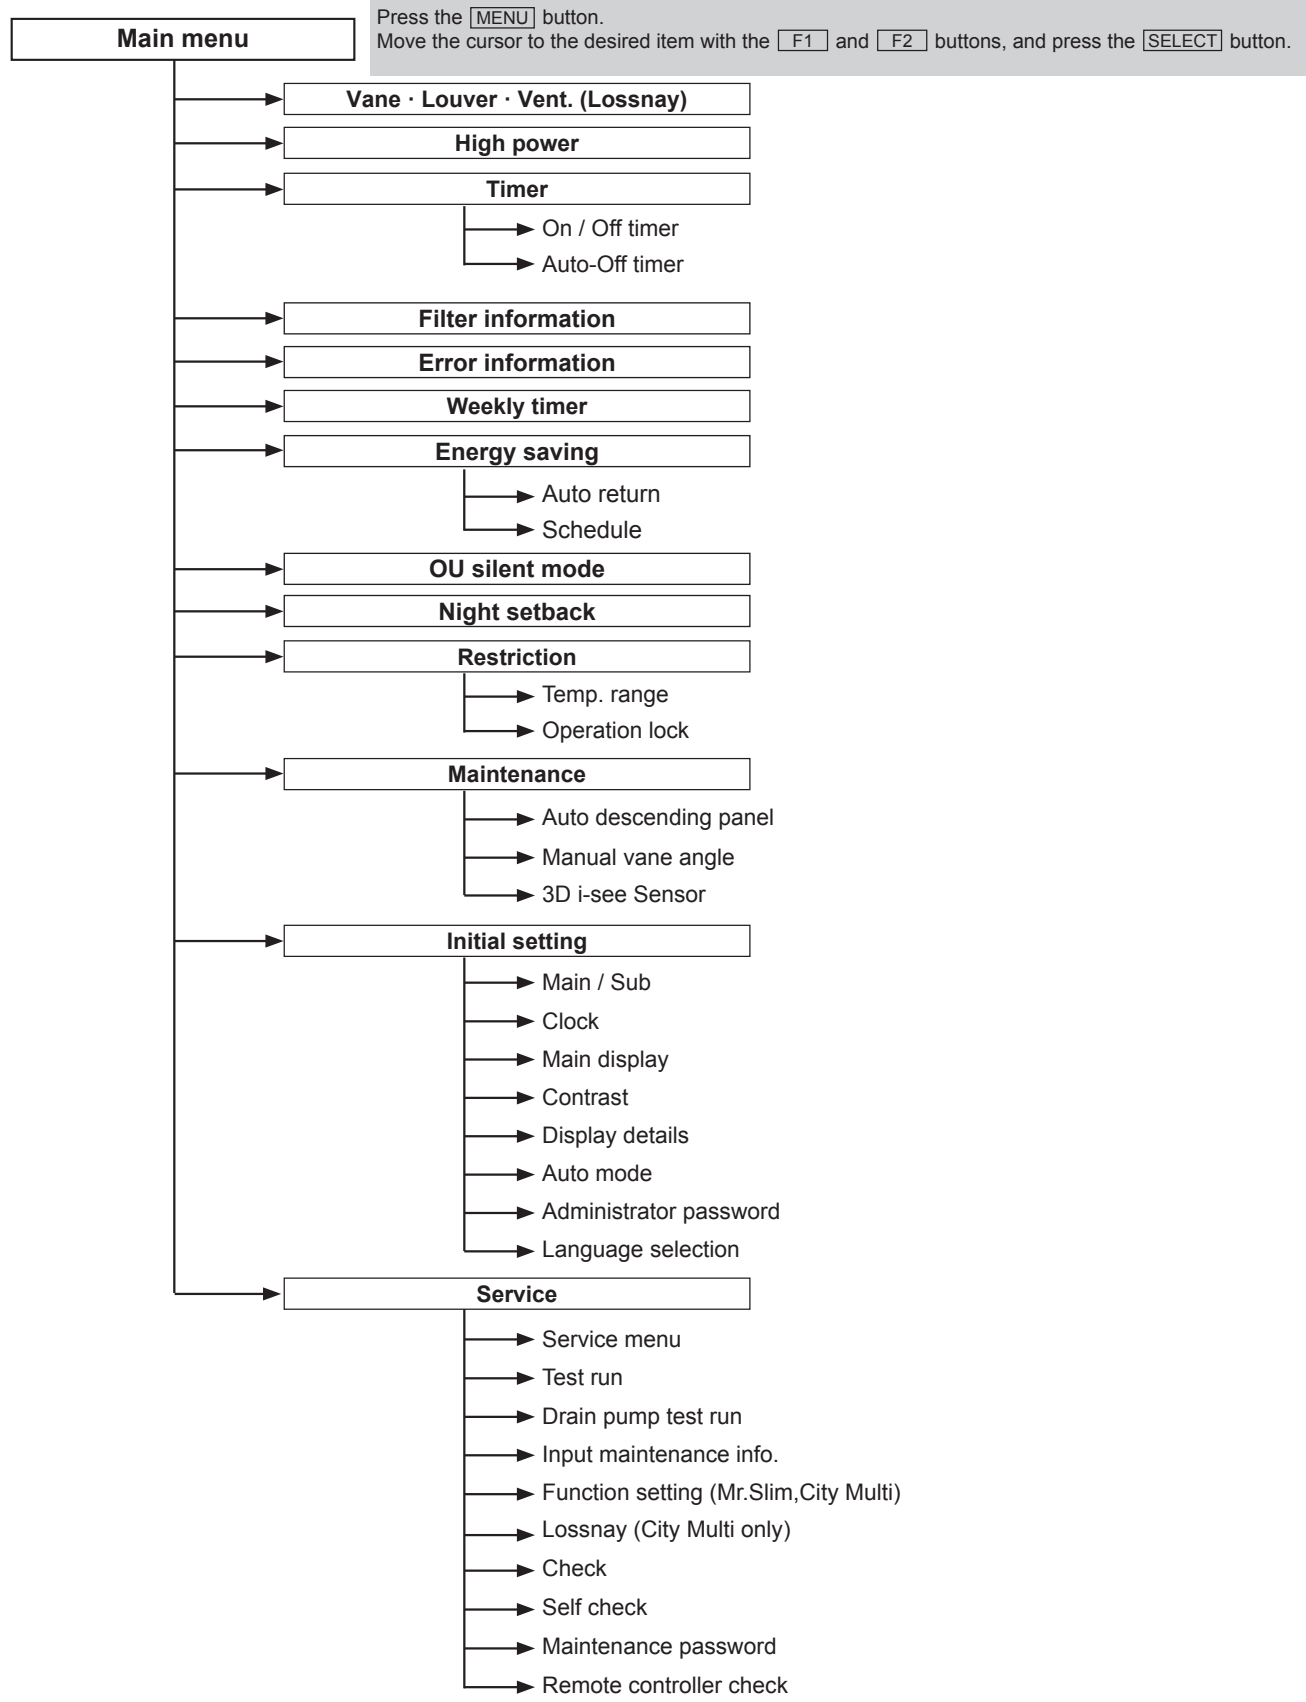 Main menu
Press the MENU button.
Move the cursor to the desired item with the F1 and F2 buttons, and press the SELECT button.
Vane · Louver · Vent. (Lossnay)
High power
Timer
On / Off timer
Auto-Off timer
Filter information
Error information
Weekly timer
Energy saving
Auto return
Schedule
OU silent mode
Night setback
Restriction
Temp. range
Operation lock
Maintenance
Auto descending panel
Manual vane angle
3D i-see Sensor
Initial setting
Main / Sub
Clock
Main display
Contrast
Display details
Auto mode
Administrator password
Language selection
Service
Service menu
Test run
Drain pump test run
Input maintenance info.
Function setting (Mr.Slim,City Multi)
Lossnay (City Multi only)
Check
Self check
Maintenance password
Remote controller check